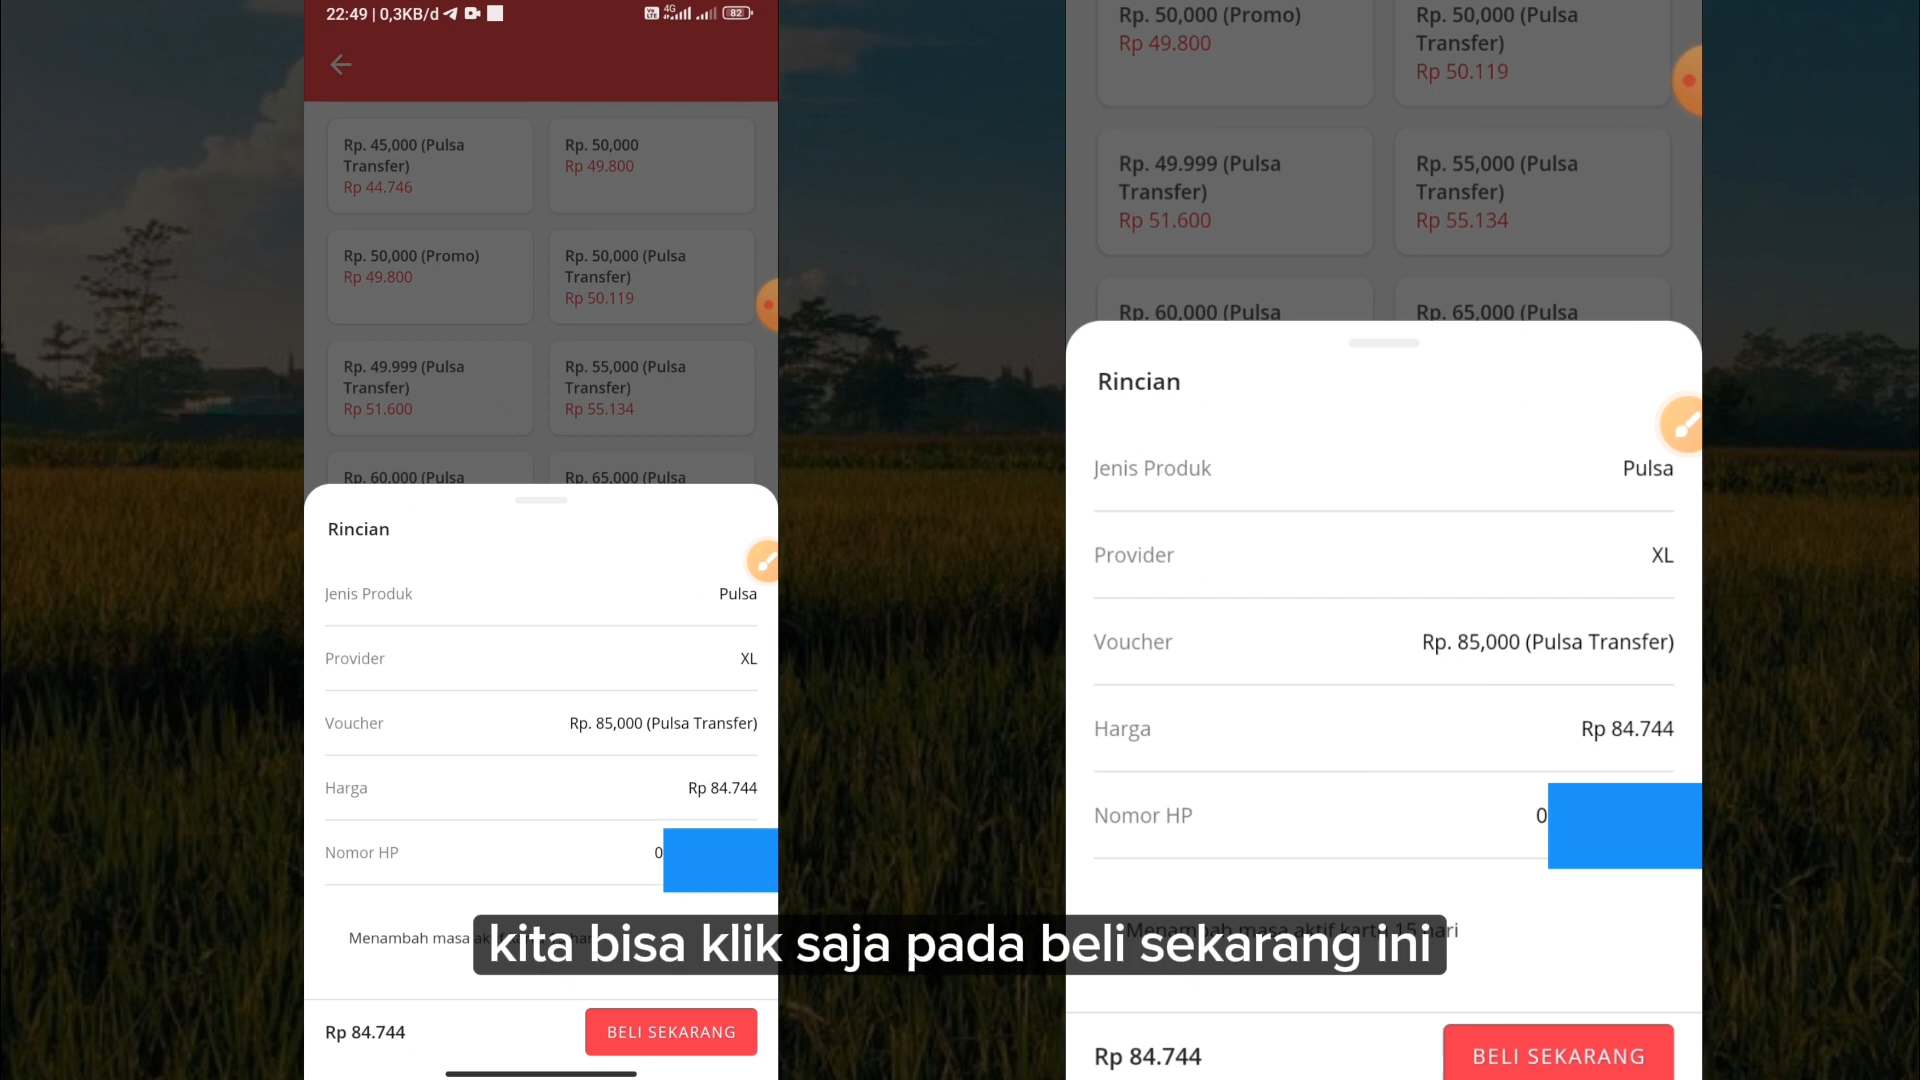 22:49 | 0,3KB/d
4G
82
Rp. 45,000 (Pulsa
Transfer)
Rp 44.746
Rp. 50,000
Rp 49.800
Rp. 50,000 (Promo)
Rp 49.800
Rp. 50,000 (Pulsa
Transfer)
Rp 50.119
Rp. 49.999 (Pulsa
Transfer)
Rp 51.600
Rp. 55,000 (Pulsa
Transfer)
Rp 55.134
Rp. 60,000 (Pulsa
Rp. 65,000 (Pulsa
Rincian
Jenis Produk
Pulsa
Provider
XL
Voucher
Rp. 85,000 (Pulsa Transfer)
Harga
Rp 84.744
Nomor HP
0
Menambah masa
Rp 84.744
BELI SEKARANG
Rp. 50,000 (Promo)
Rp 49.800
Rp. 50,000 (Pulsa
Transfer)
Rp 50.119
Rp. 49.999 (Pulsa
Transfer)
Rp 51.600
Rp. 55,000 (Pulsa
Transfer)
Rp 55.134
Rp. 60,000 (Pulsa
Rp. 65,000 (Pulsa
Rincian
Jenis Produk
Pulsa
Provider
XL
Voucher
Rp. 85,000 (Pulsa Transfer)
Harga
Rp 84.744
Nomor HP
0
Menambah masa aktif kartu 15 hari
Rp 84.744
BELI SEKARANG
kita bisa klik saja pada beli sekarang ini